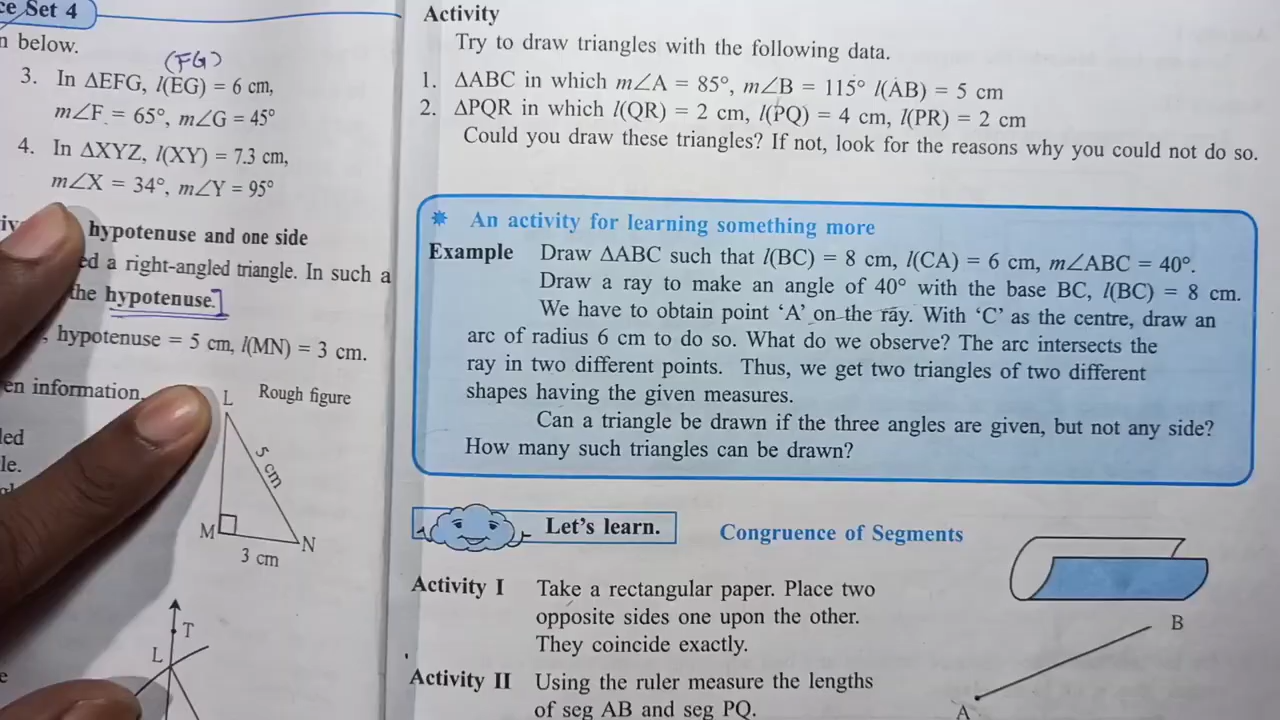 ce Set 4
n below.
(FG)
3. In ΔEFG, l(EG) = 6 cm,
m∠F = 65°, m∠G = 45°
4. In ΔXYZ, l(XY) = 7.3 cm,
m∠X = 34°, m∠Y = 95°
hypotenuse and one side
ed a right-angled triangle. In such a
the hypotenuse.]
, hypotenuse = 5 cm, l(MN) = 3 cm.
en information.
Rough figure
L
5 cm
led
le.
M
N
3 cm
T
L
e
Activity
Try to draw triangles with the following data.
1. ΔABC in which m∠A = 85°, m∠B = 115° l(AB) = 5 cm
2. ΔPQR in which l(QR) = 2 cm, l(PQ) = 4 cm, l(PR) = 2 cm
Could you draw these triangles? If not, look for the reasons why you could not do so.
* An activity for learning something more
Example Draw ΔABC such that l(BC) = 8 cm, l(CA) = 6 cm, m∠ABC = 40°.
Draw a ray to make an angle of 40° with the base BC, l(BC) = 8 cm.
We have to obtain point ‘A’ on the ray. With ‘C’ as the centre, draw an
arc of radius 6 cm to do so. What do we observe? The arc intersects the
ray in two different points. Thus, we get two triangles of two different
shapes having the given measures.
Can a triangle be drawn if the three angles are given, but not any side?
How many such triangles can be drawn?
Let’s learn.
Congruence of Segments
Activity I Take a rectangular paper. Place two
opposite sides one upon the other.
They coincide exactly.
Activity II Using the ruler measure the lengths
of seg AB and seg PQ.
B
A